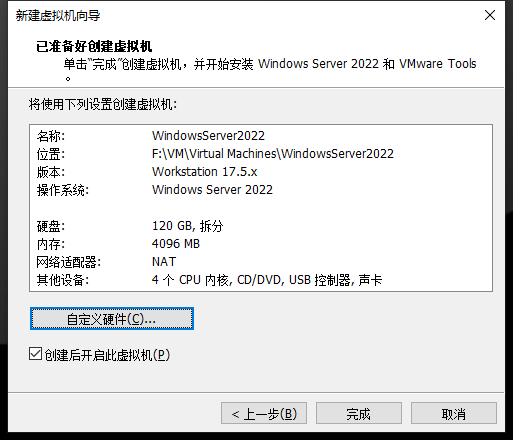 新建虚拟机向导
已准备好创建虚拟机
单击“完成”创建虚拟机，并开始安装 Windows Server 2022 和 VMware Tools
。
将使用下列设置创建虚拟机:
名称: WindowsServer2022
位置: F:\VM\Virtual Machines\WindowsServer2022
版本: Workstation 17.5.x
操作系统: Windows Server 2022
硬盘: 120 GB, 拆分
内存: 4096 MB
网络适配器: NAT
其他设备: 4 个 CPU 内核, CD/DVD, USB 控制器, 声卡
自定义硬件(C)...
创建后开启此虚拟机(P)
< 上一步(B) 完成 取消